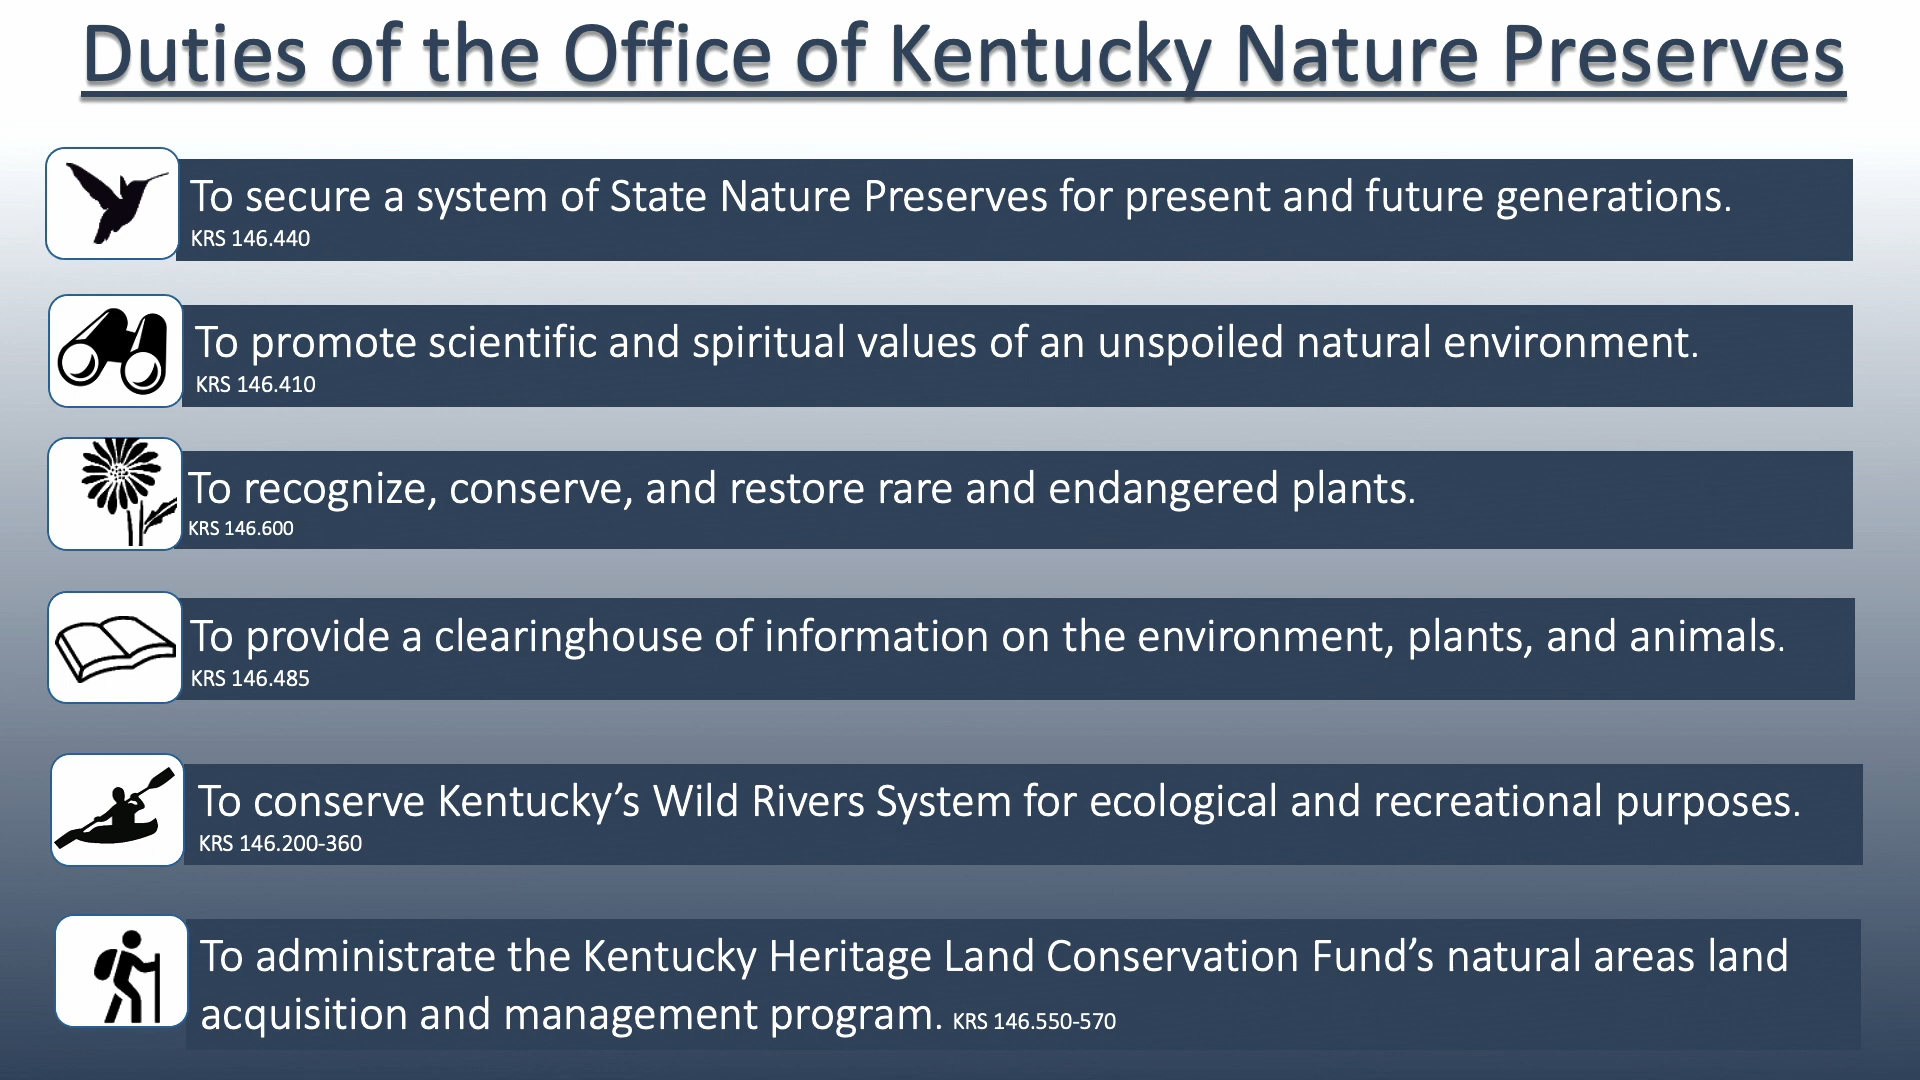 Duties of the Office of Kentucky Nature Preserves
To secure a system of State Nature Preserves for present and future generations.
KRS 146.440
To promote scientific and spiritual values of an unspoiled natural environment.
KRS 146.410
To recognize, conserve, and restore rare and endangered plants.
KRS 146.600
To provide a clearinghouse of information on the environment, plants, and animals.
KRS 146.485
To conserve Kentucky’s Wild Rivers System for ecological and recreational purposes.
KRS 146.200-360
To administrate the Kentucky Heritage Land Conservation Fund’s natural areas land
acquisition and management program. KRS 146.550-570